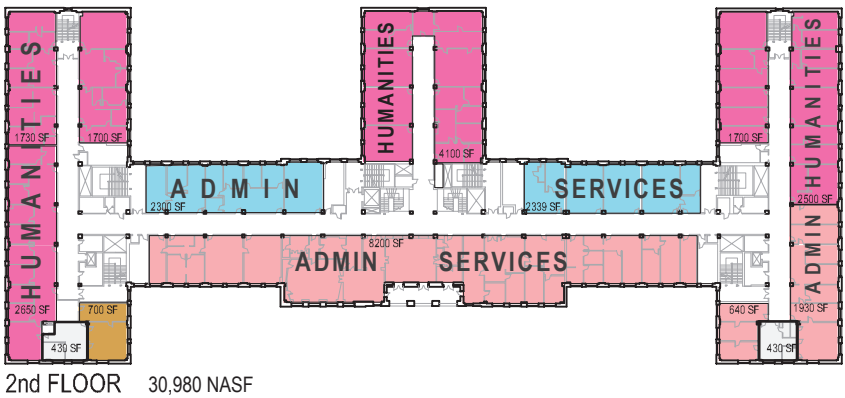 HUMANITIES
HUMANITIES
HUMANITIES
1730 SF
1700 SF
4100 SF
1700 SF
ADMIN
SERVICES
2300 SF
2339 SF
2500 SF
8200 SF
ADMIN SERVICES
ADMIN
2650 SF
700 SF
640 SF
1930 SF
430 SF
430 SF
2nd FLOOR 30,980 NASF